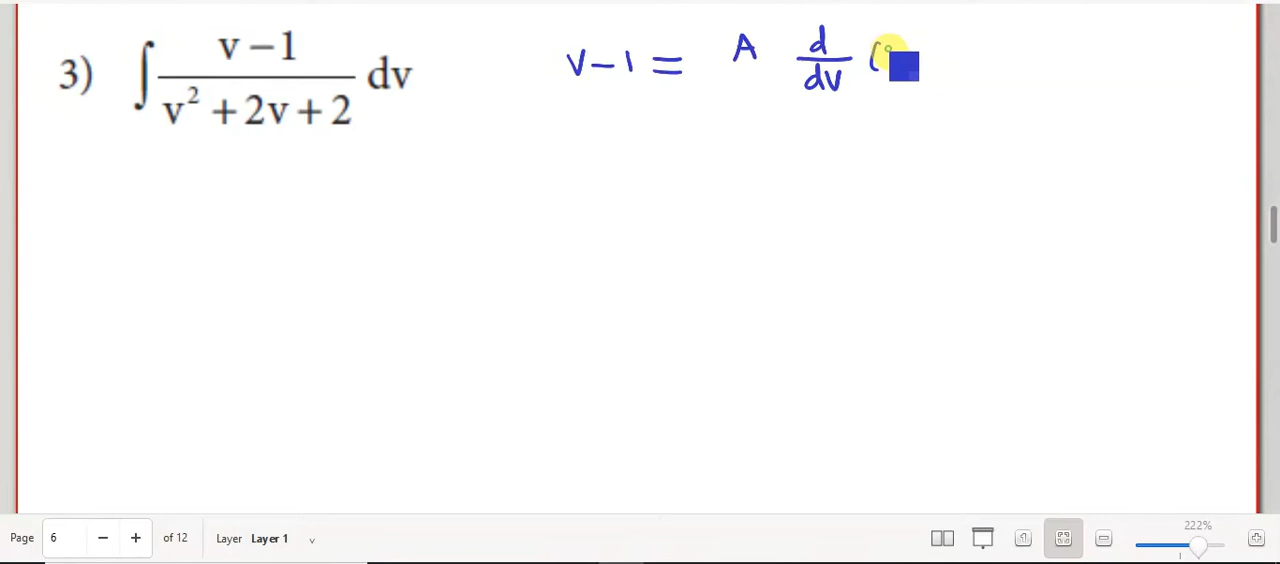 3) ∫ v−1 / v² + 2v + 2 dv
v − 1 = A d/dv (
Page 6 − + of 12 Layer Layer 1 222%